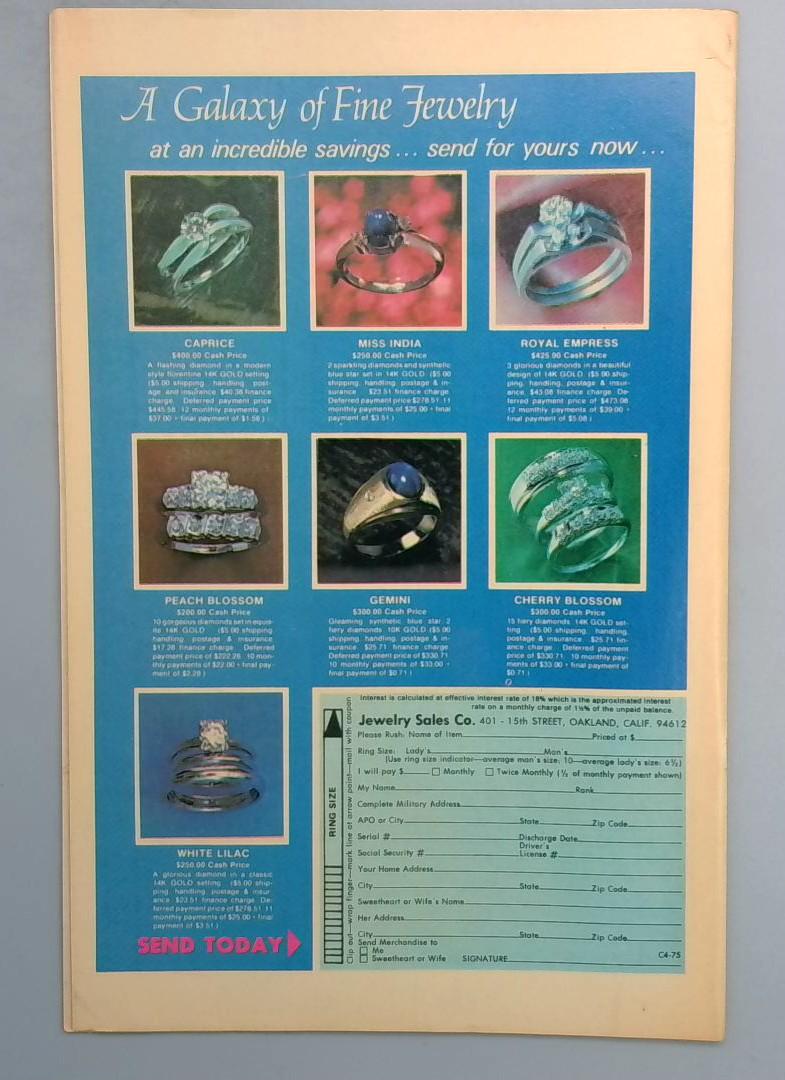 A Galaxy of Fine Jewelry
at an incredible savings ... send for yours now ...
CAPRICE
$400.00 Cash Price
A flashing diamond in a modern
style florentine 14K GOLD setting
($5.00 shipping, handling, post-
age and insurance. $40.38 finance
charge. Deferred payment price
$445.58. 12 monthly payments of
$37.00 + final payment of $1.58.)
MISS INDIA
$250.00 Cash Price
2 sparkling diamonds and synthetic
blue star set in 14K GOLD. ($5.00
shipping, handling, postage & in-
surance. $23.51 finance charge.
Deferred payment price $278.51. 11
monthly payments of $25.00 + final
payment of $3.51.)
ROYAL EMPRESS
$425.00 Cash Price
3 glorious diamonds in a beautiful
design of 14K GOLD. ($5.00 ship-
ping, handling, postage & insur-
ance. $43.08 finance charge. De-
ferred payment price of $473.08
12 monthly payments of $39.00 +
final payment of $5.08.)
PEACH BLOSSOM
$200.00 Cash Price
10 gorgeous diamonds set in exquis-
ite 14K GOLD. ($5.00 shipping
handling, postage & insurance.
$17.28 finance charge. Deferred
payment price of $222.28. 10 mon-
thly payments of $22.00 + final pay-
ment of $2.28.)
GEMINI
$300.00 Cash Price
Gleaming synthetic blue star 2
fiery diamonds 10K GOLD ($5.00
shipping, handling, postage & in-
surance. $25.71 finance charge.
Deferred payment price of $330.71.
10 monthly payments of $33.00 +
final payment of $0.71.)
CHERRY BLOSSOM
$300.00 Cash Price
15 fiery diamonds. 14K GOLD set-
ting. ($5.00 shipping, handling,
postage & insurance. $25.71 fin-
ance charge. Deferred payment
price of $330.71. 10 monthly pay-
ments of $33.00 + final payment of
$0.71.)
WHITE LILAC
$250.00 Cash Price
A glorious diamond in a classic
14K GOLD setting. ($5.00 ship-
ping, handling, postage & insur-
ance. $23.51 finance charge. De-
ferred payment price of $278.51. 11
monthly payments of $25.00 + final
payment of $3.51.)
SEND TODAY
RING SIZE
Clip out—wrap finger—mark line at arrow point—mail with coupon
Interest is calculated at effective interest rate of 18% which is the approximated interest
rate on a monthly charge of 1½% of the unpaid balance.
Jewelry Sales Co. 401 - 15th STREET, OAKLAND, CALIF. 94612
Please Rush: Name of Item Priced at $
Ring Size: Lady's Man's
(Use ring size indicator—average man's size: 10—average lady's size: 6½)
I will pay $ Monthly Twice Monthly (½ of monthly payment shown)
My Name Rank
Complete Military Address
APO or City State Zip Code
Serial # Discharge Date
Social Security # Driver's License #
Your Home Address
City State Zip Code
Sweetheart or Wife's Name
Her Address
City State Zip Code
Send Merchandise to
Me
Sweetheart or Wife SIGNATURE
C4-75